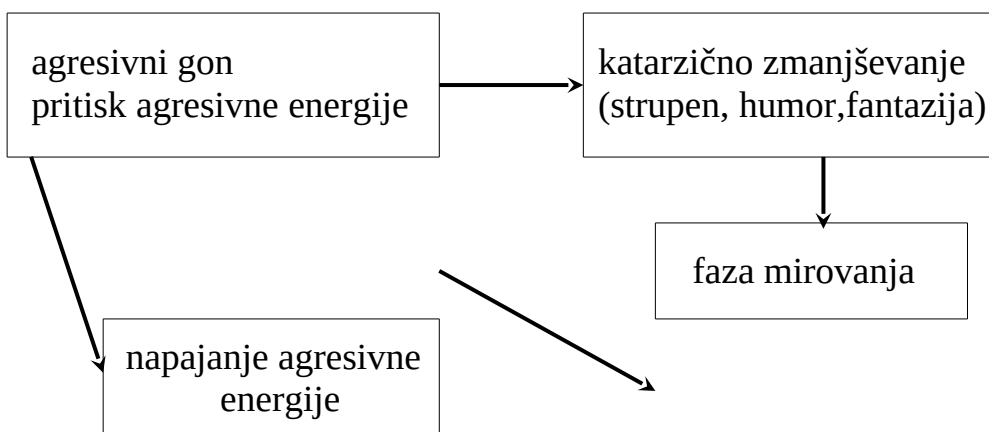 agresivni gon
pritisk agresivne energije
katarzično zmanjševanje
(strupen, humor,fantazija)
faza mirovanja
napajanje agresivne
energije